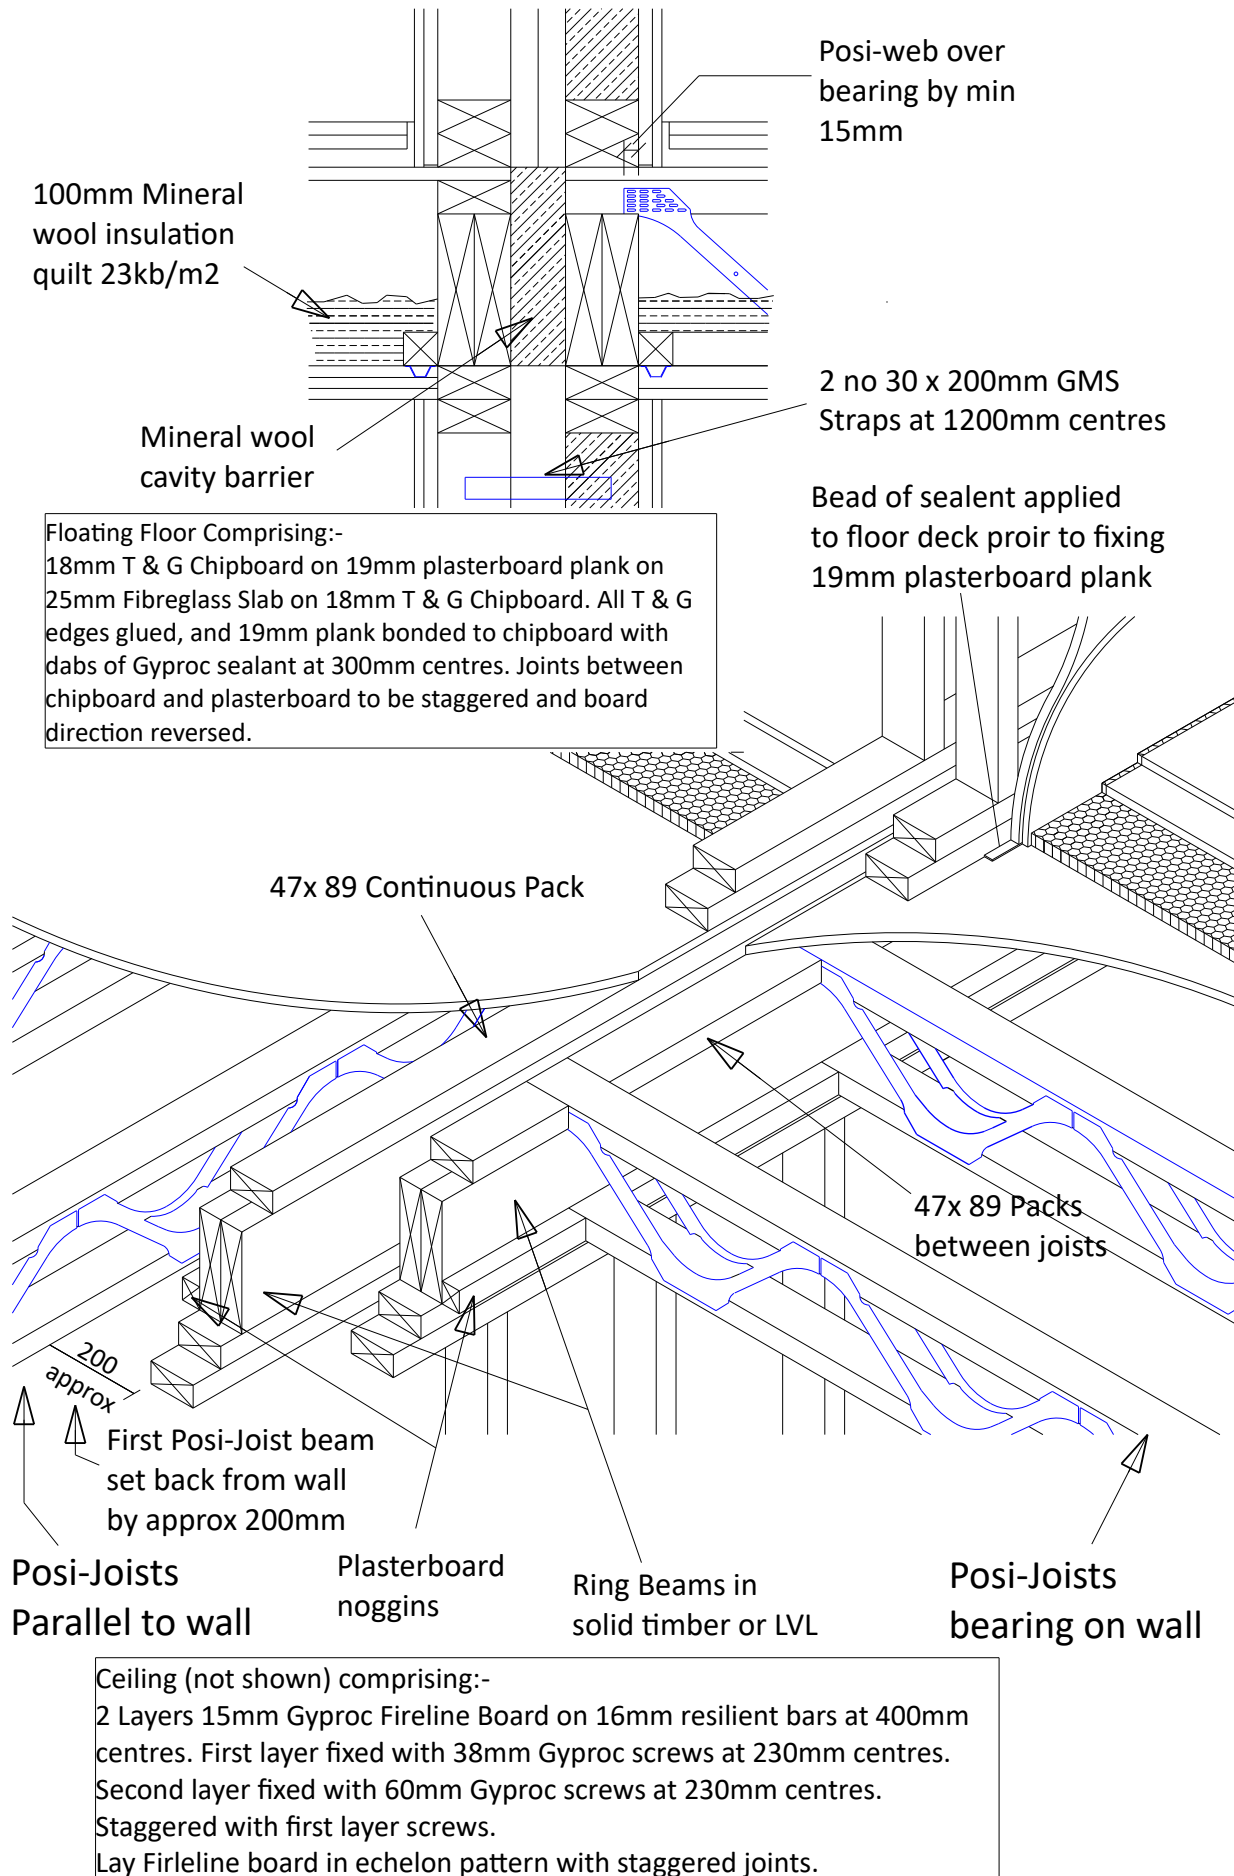 Posi-web over
bearing by min
15mm
100mm Mineral
wool insulation
quilt 23kb/m2
2 no 30 x 200mm GMS
Straps at 1200mm centres
Mineral wool
cavity barrier
Bead of sealent applied
to floor deck proir to fixing
19mm plasterboard plank
Floating Floor Comprising:-
18mm T & G Chipboard on 19mm plasterboard plank on
25mm Fibreglass Slab on 18mm T & G Chipboard. All T & G
edges glued, and 19mm plank bonded to chipboard with
dabs of Gyproc sealant at 300mm centres. Joints between
chipboard and plasterboard to be staggered and board
direction reversed.
47x 89 Continuous Pack
47x 89 Packs
between joists
200
approx
First Posi-Joist beam
set back from wall
by approx 200mm
Posi-Joists
Parallel to wall
Plasterboard
noggins
Ring Beams in
solid timber or LVL
Posi-Joists
bearing on wall
Ceiling (not shown) comprising:-
2 Layers 15mm Gyproc Fireline Board on 16mm resilient bars at 400mm
centres. First layer fixed with 38mm Gyproc screws at 230mm centres.
Second layer fixed with 60mm Gyproc screws at 230mm centres.
Staggered with first layer screws.
Lay Firleline board in echelon pattern with staggered joints.